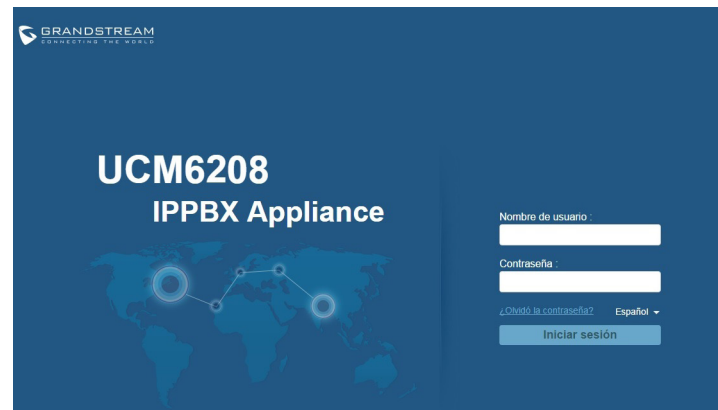 GRANDSTREAM
CONNECTING THE WORLD
UCM6208
IPPBX Appliance
Nombre de usuario :
Contraseña :
¿Olvidó la contraseña?
Español
Iniciar sesión